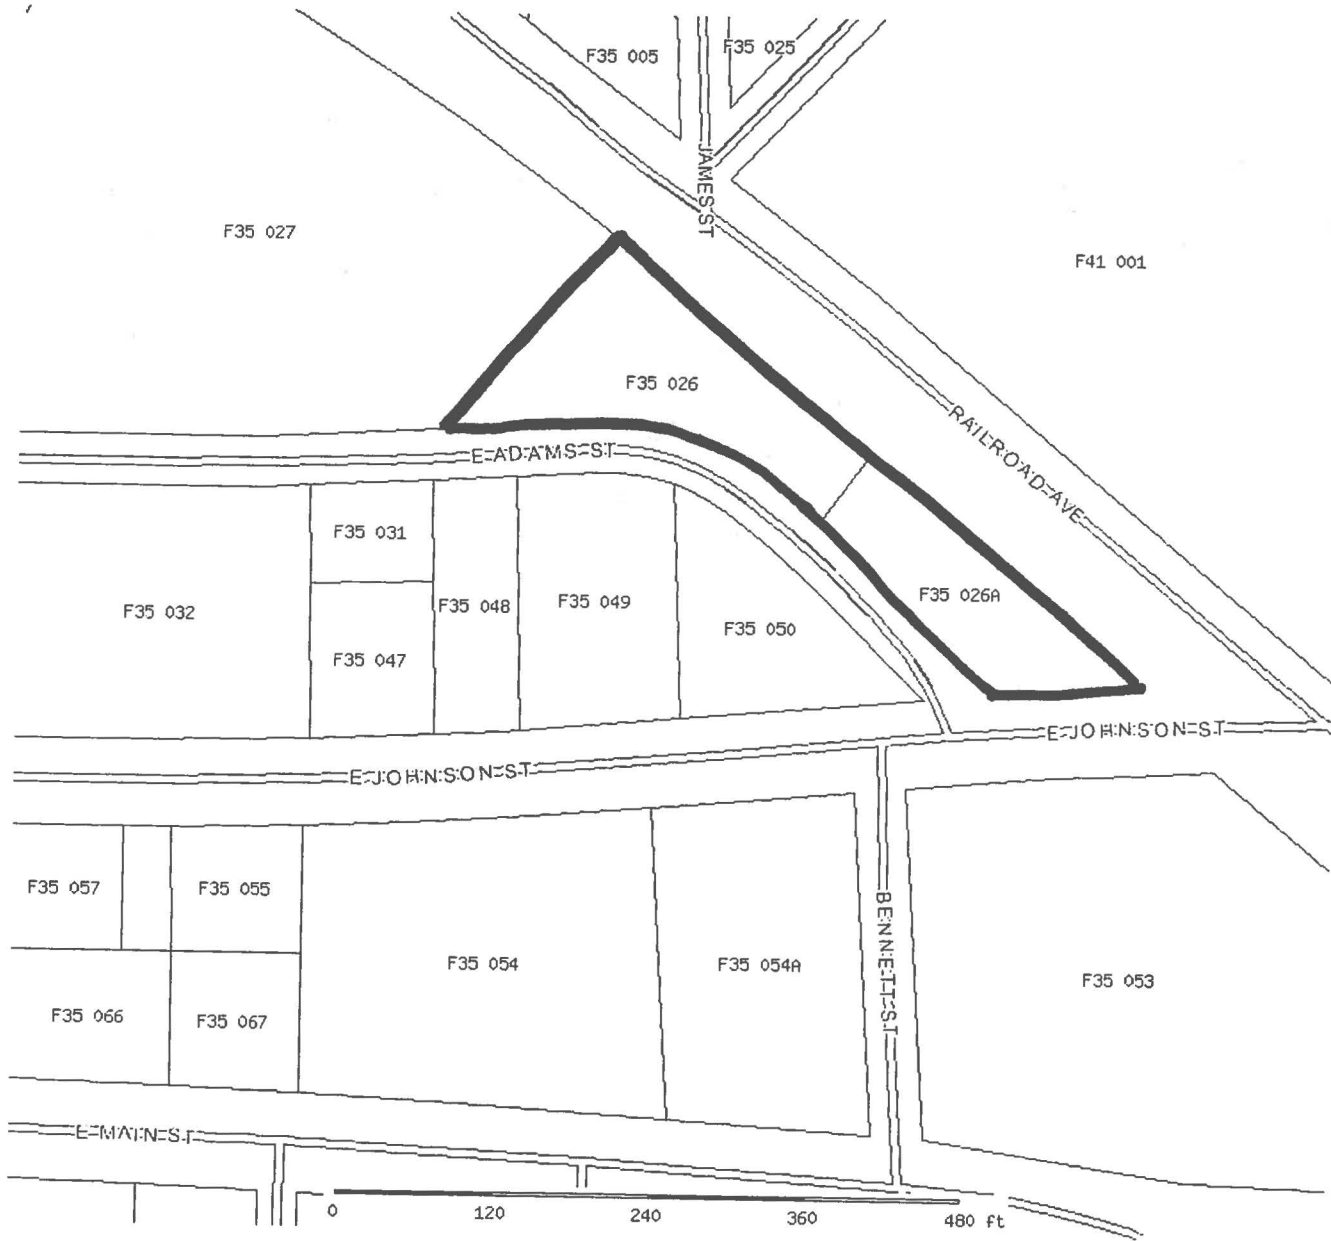 F35 005
F35 025
JAMES ST
F35 027
F41 001
F35 026
RAILROAD AVE
E ADAMS ST
F35 031
F35 032
F35 048
F35 049
F35 026A
F35 050
F35 047
E JOHNSON ST
E JOHNSON ST
F35 057
F35 055
BENNETT ST
F35 054
F35 054A
F35 053
F35 066
F35 067
E MAIN ST
0 120 240 360 480 ft